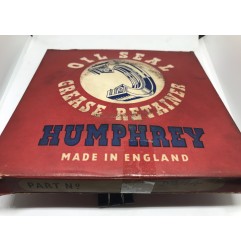 OIL SEAL
GREASE RETAINER
HUMPHREY
MADE IN ENGLAND
PART Nº